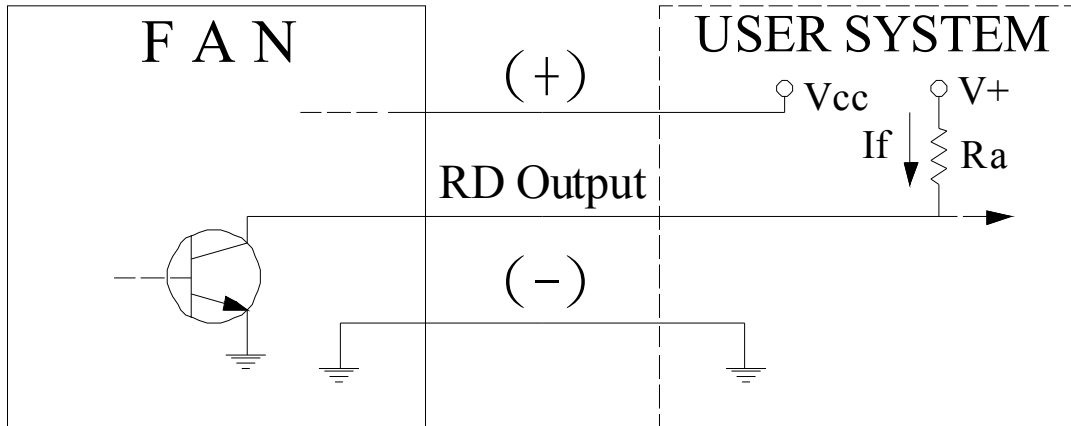 F A N
USER SYSTEM
(+)
Vcc
V+
If
Ra
RD Output
(-)